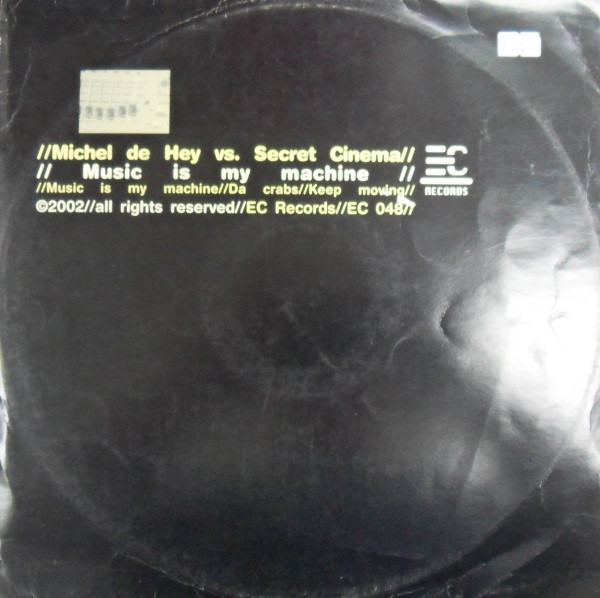 //Michel de Hey vs. Secret Cinema//
// Music is my machine //
//Music is my machine//Da crabs//Keep moving//
©2002//all rights reserved//EC Records//EC 048//
EC
RECORDS